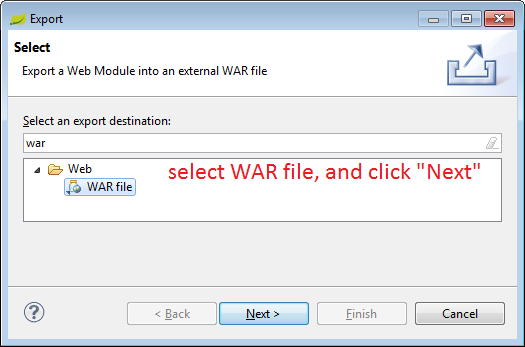 Export
Select
Export a Web Module into an external WAR file
Select an export destination:
war
Web
select WAR file, and click "Next"
WAR file
?
< Back
Next >
Finish
Cancel